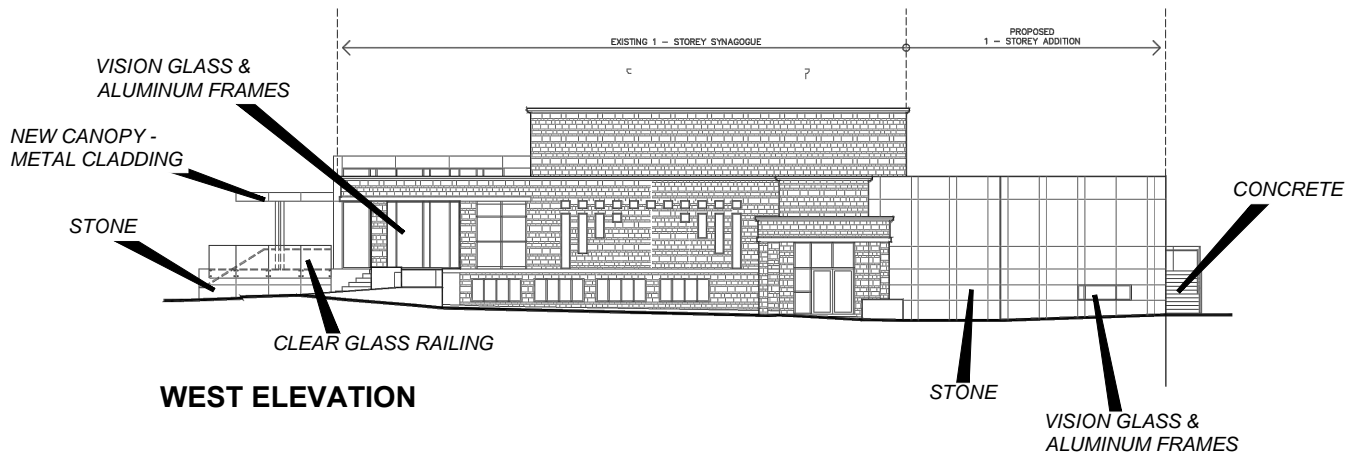 EXISTING 1 - STOREY SYNAGOGUE
PROPOSED
1 - STOREY ADDITION
VISION GLASS &
ALUMINUM FRAMES
NEW CANOPY -
METAL CLADDING
STONE
CONCRETE
CLEAR GLASS RAILING
WEST ELEVATION
STONE
VISION GLASS &
ALUMINUM FRAMES